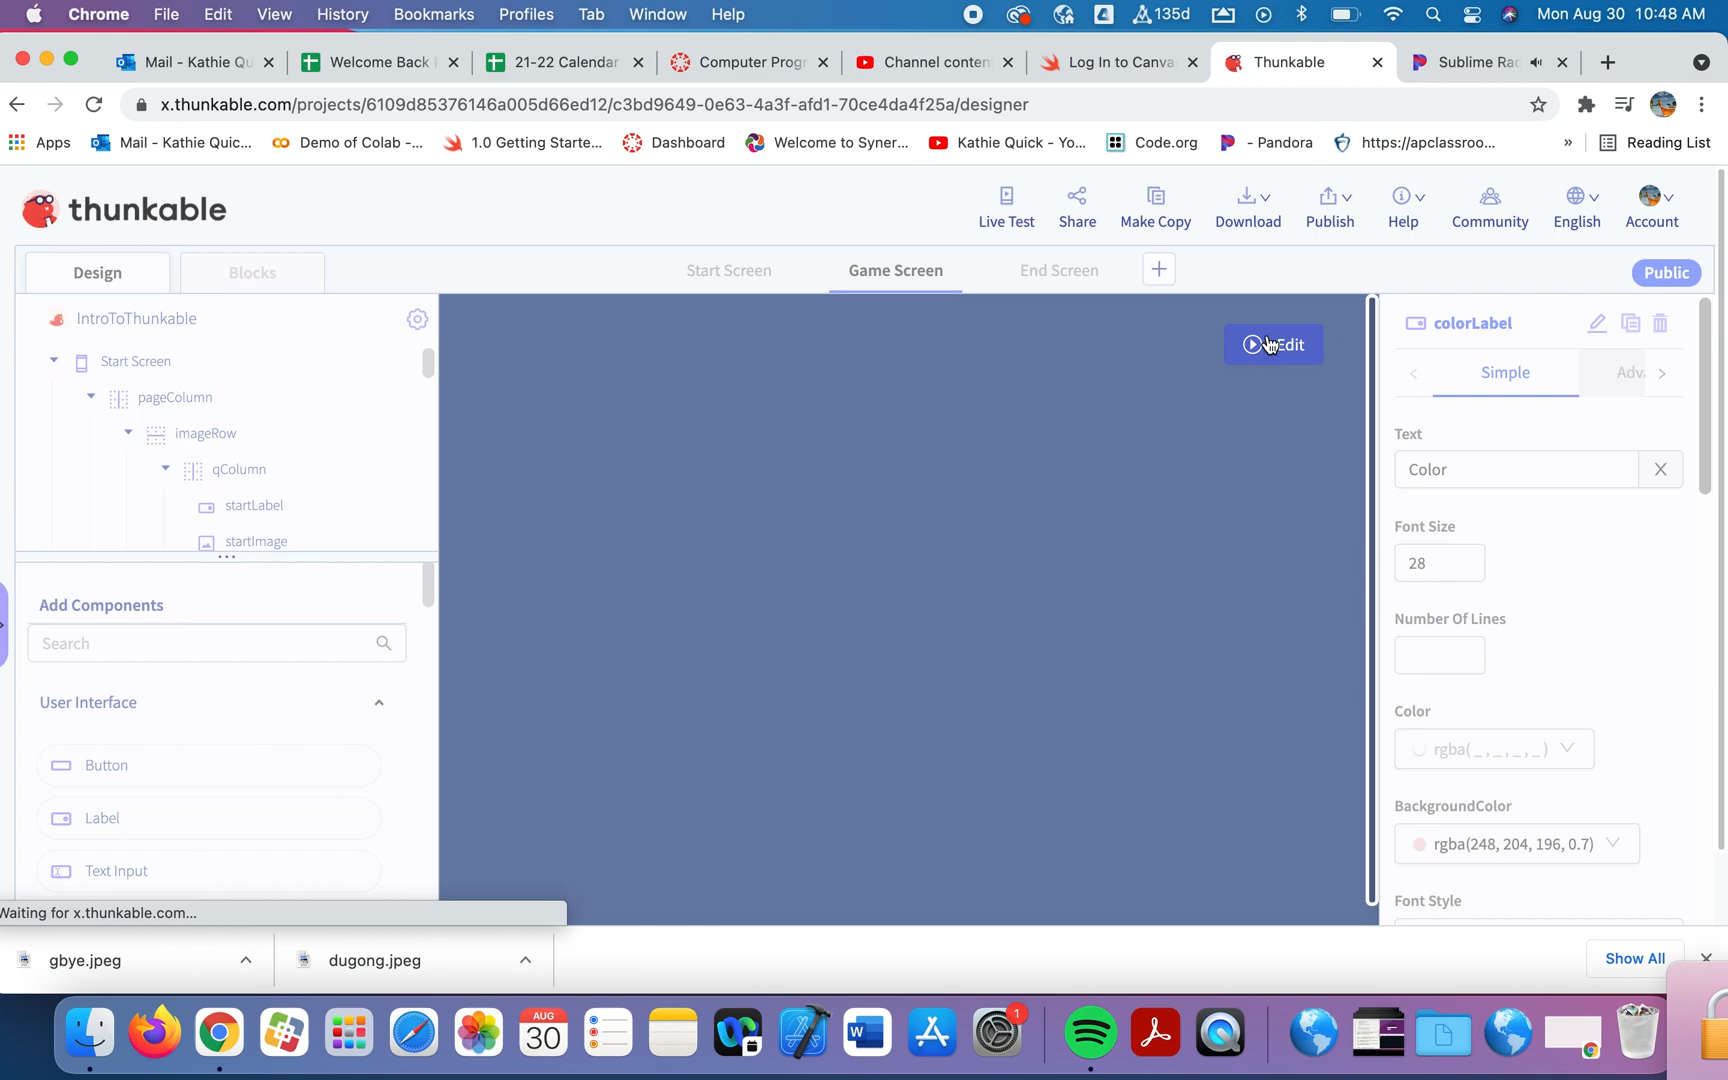 Chrome File Edit View History Bookmarks Profiles Tab Window Help 135d Mon Aug 30 10:48 AM
Mail - Kathie Qu Welcome Back 21-22 Calendar Computer Progr Channel conten Log In to Canva Thunkable Sublime Ra
x.thunkable.com/projects/6109d85376146a005d66ed12/c3bd9649-0e63-4a3f-afd1-70ce4da4f25a/designer
Apps Mail - Kathie Quic... Demo of Colab -... 1.0 Getting Starte... Dashboard Welcome to Syner... Kathie Quick - Yo... Code.org - Pandora https://apclassroo... » Reading List
thunkable
Live Test Share Make Copy Download Publish Help Community English Account
Design Blocks Start Screen Game Screen End Screen + Public
IntroToThunkable
Start Screen
pageColumn
imageRow
qColumn
startLabel
startImage
Add Components
Search
User Interface
Button
Label
Text Input
Edit
colorLabel
Simple Adv
Text
Color X
Font Size
28
Number Of Lines
Color
rgba(_,_,_,_)
BackgroundColor
rgba(248, 204, 196, 0.7)
Font Style
Waiting for x.thunkable.com...
gbye.jpeg dugong.jpeg Show All
AUG
30
1